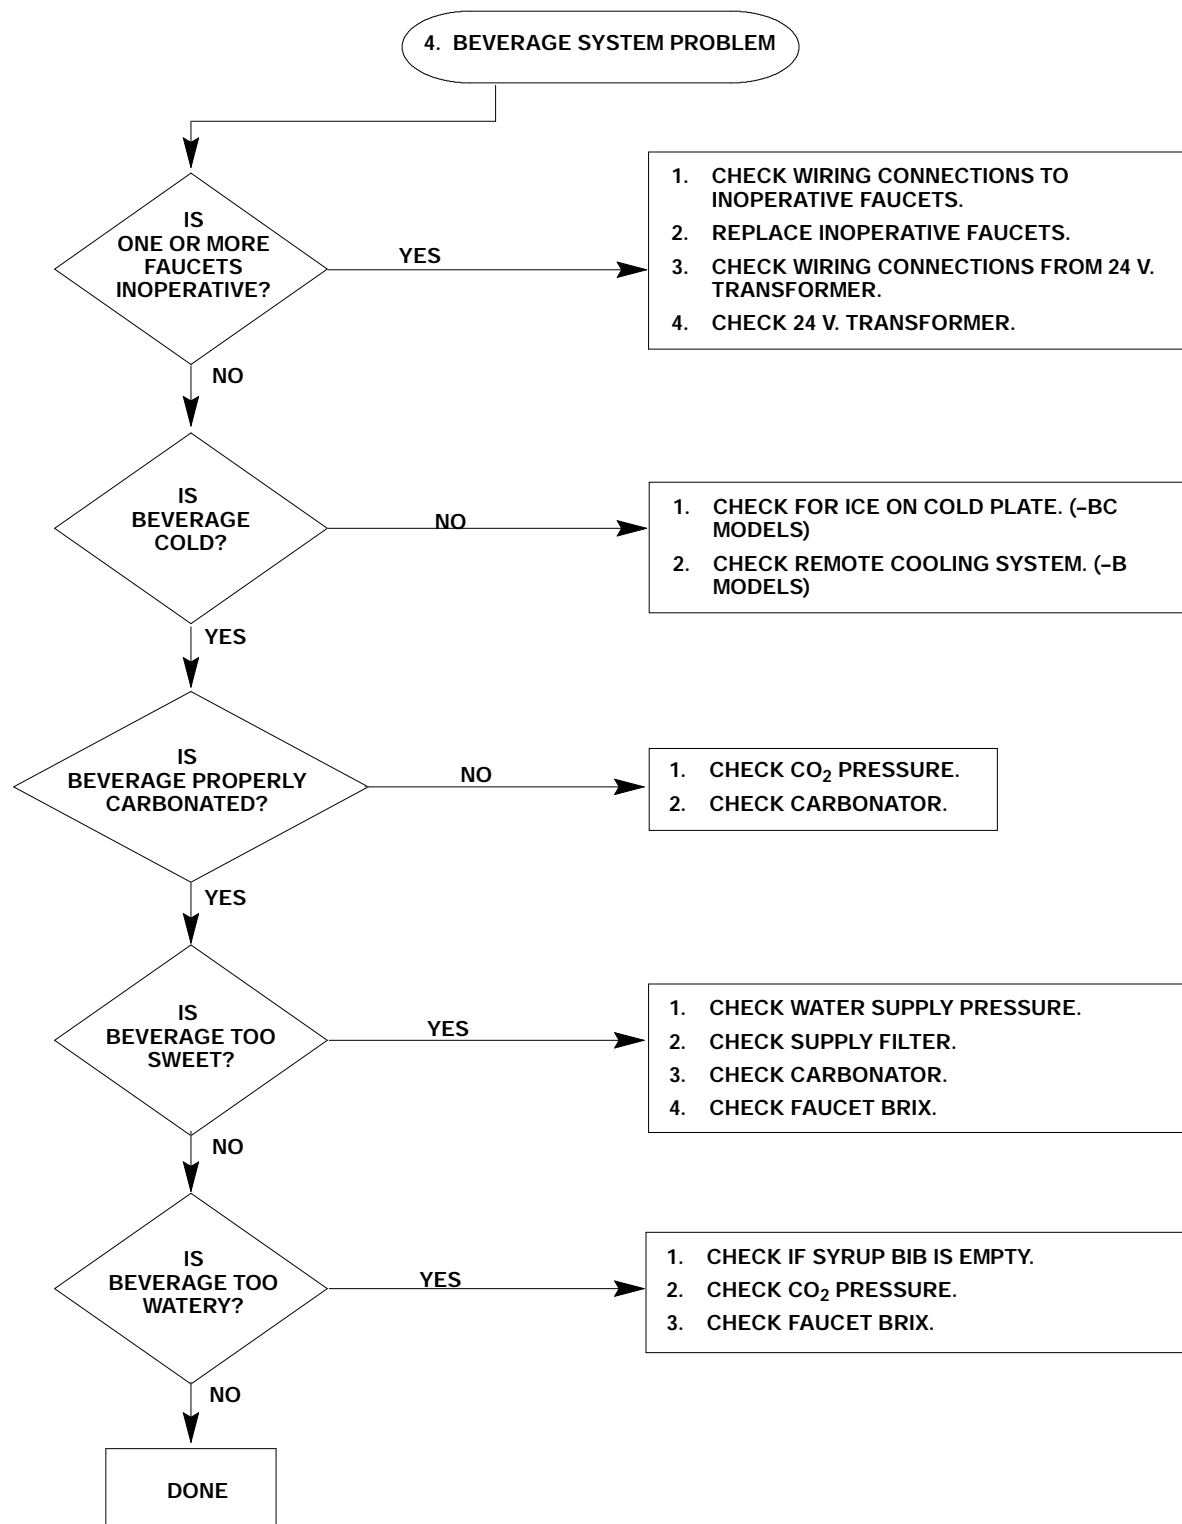 4. BEVERAGE SYSTEM PROBLEM
IS
ONE OR MORE
FAUCETS
INOPERATIVE?
YES
1. CHECK WIRING CONNECTIONS TO
INOPERATIVE FAUCETS.
2. REPLACE INOPERATIVE FAUCETS.
3. CHECK WIRING CONNECTIONS FROM 24 V.
TRANSFORMER.
4. CHECK 24 V. TRANSFORMER.
NO
IS
BEVERAGE
COLD?
NO
1. CHECK FOR ICE ON COLD PLATE. (–BC
MODELS)
2. CHECK REMOTE COOLING SYSTEM. (–B
MODELS)
YES
IS
BEVERAGE PROPERLY
CARBONATED?
NO
1. CHECK CO₂ PRESSURE.
2. CHECK CARBONATOR.
YES
IS
BEVERAGE TOO
SWEET?
YES
1. CHECK WATER SUPPLY PRESSURE.
2. CHECK SUPPLY FILTER.
3. CHECK CARBONATOR.
4. CHECK FAUCET BRIX.
NO
IS
BEVERAGE TOO
WATERY?
YES
1. CHECK IF SYRUP BIB IS EMPTY.
2. CHECK CO₂ PRESSURE.
3. CHECK FAUCET BRIX.
NO
DONE